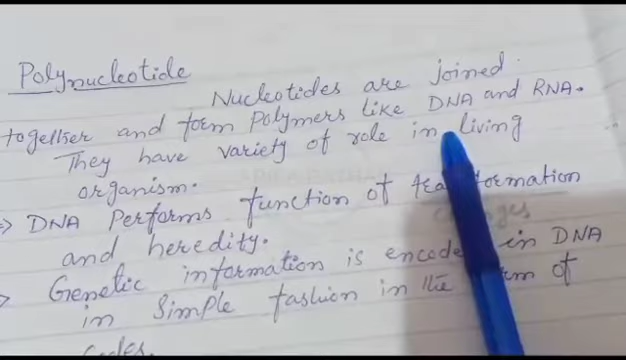 Polynucleotide
Nucleotides are joined
together and form Polymers like DNA and RNA.
They have variety of role in living
organism.
=> DNA Performs function of
and heredity.
Genetic information is encoded in DNA
in Simple fashion in the of